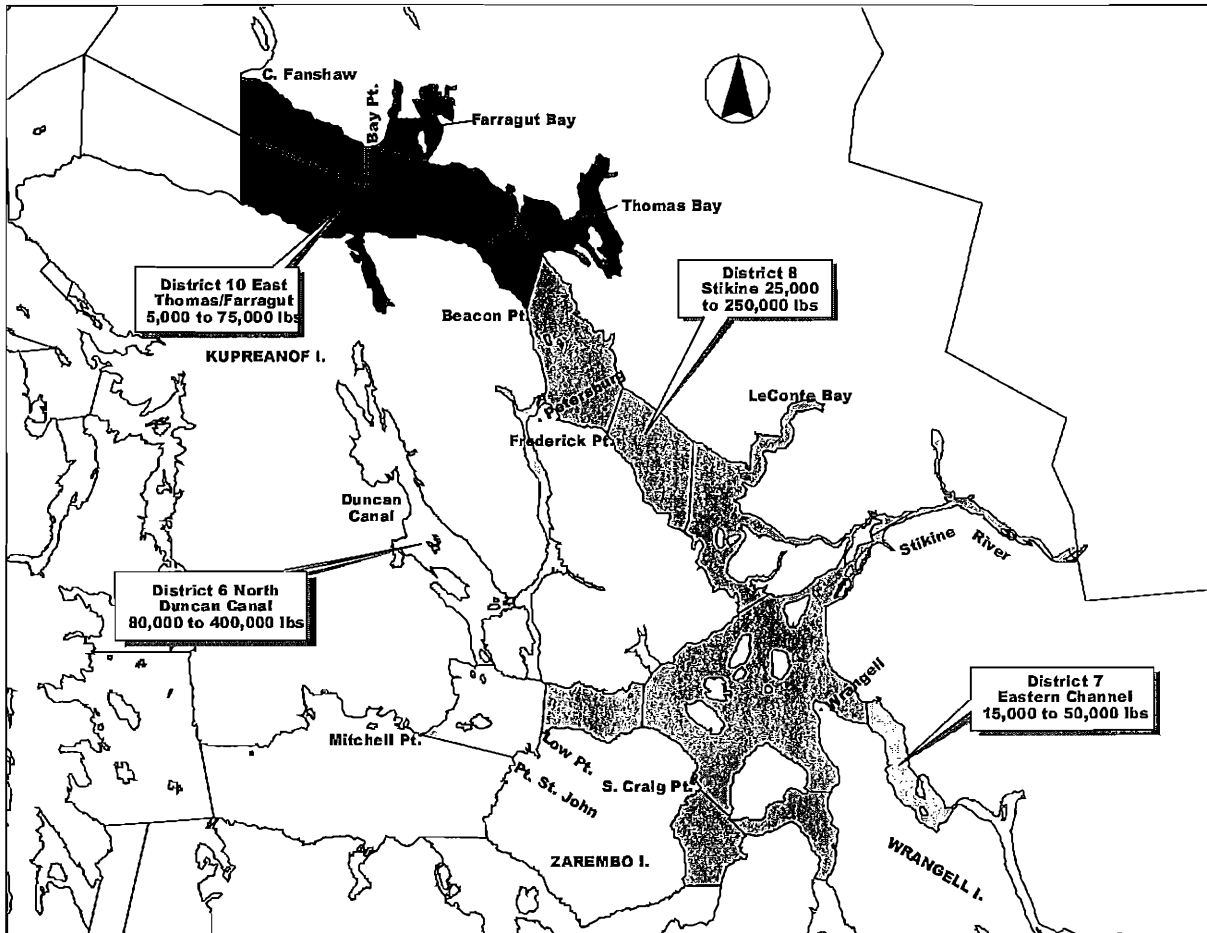 C. Fanshaw
Bay Pt.
Farragut Bay
Thomas Bay
District 10 East
Thomas/Farragut
5,000 to 75,000 lbs
District 8
Stikine 25,000
to 250,000 lbs
Beacon Pt.
KUPREANOF I.
Petersburg
LeConte Bay
Frederick Pt.
Duncan
Canal
Stikine River
District 6 North
Duncan Canal
80,000 to 400,000 lbs
Wrangell
District 7
Eastern Channel
15,000 to 50,000 lbs
Mitchell Pt.
Low Pt.
Pt. St. John
S. Craig Pt.
ZAREMBO I.
WRANGELL I.